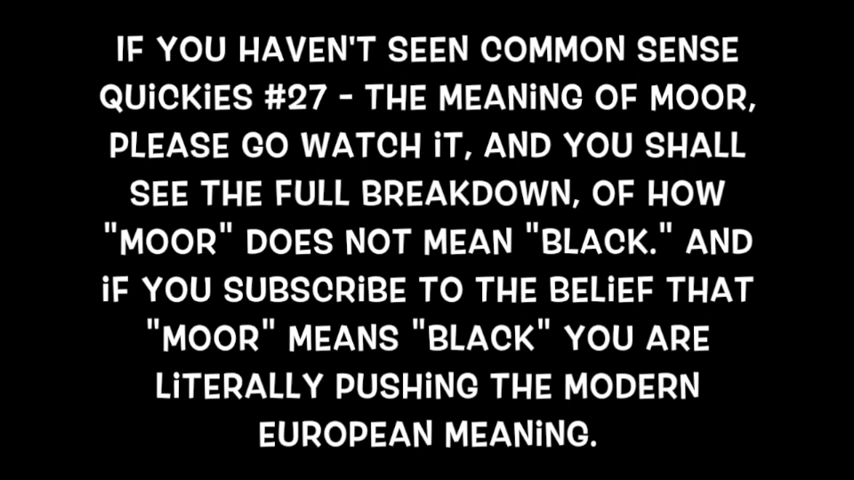 IF YOU HAVEN'T SEEN COMMON SENSE
QUiCKiES #27 - THE MEANiNG OF MOOR,
PLEASE GO WATCH iT, AND YOU SHALL
SEE THE FULL BREAKDOWN, OF HOW
"MOOR" DOES NOT MEAN "BLACK." AND
iF YOU SUBSCRiBE TO THE BELiEF THAT
"MOOR" MEANS "BLACK" YOU ARE
LiTERALLY PUSHiNG THE MODERN
EUROPEAN MEANiNG.